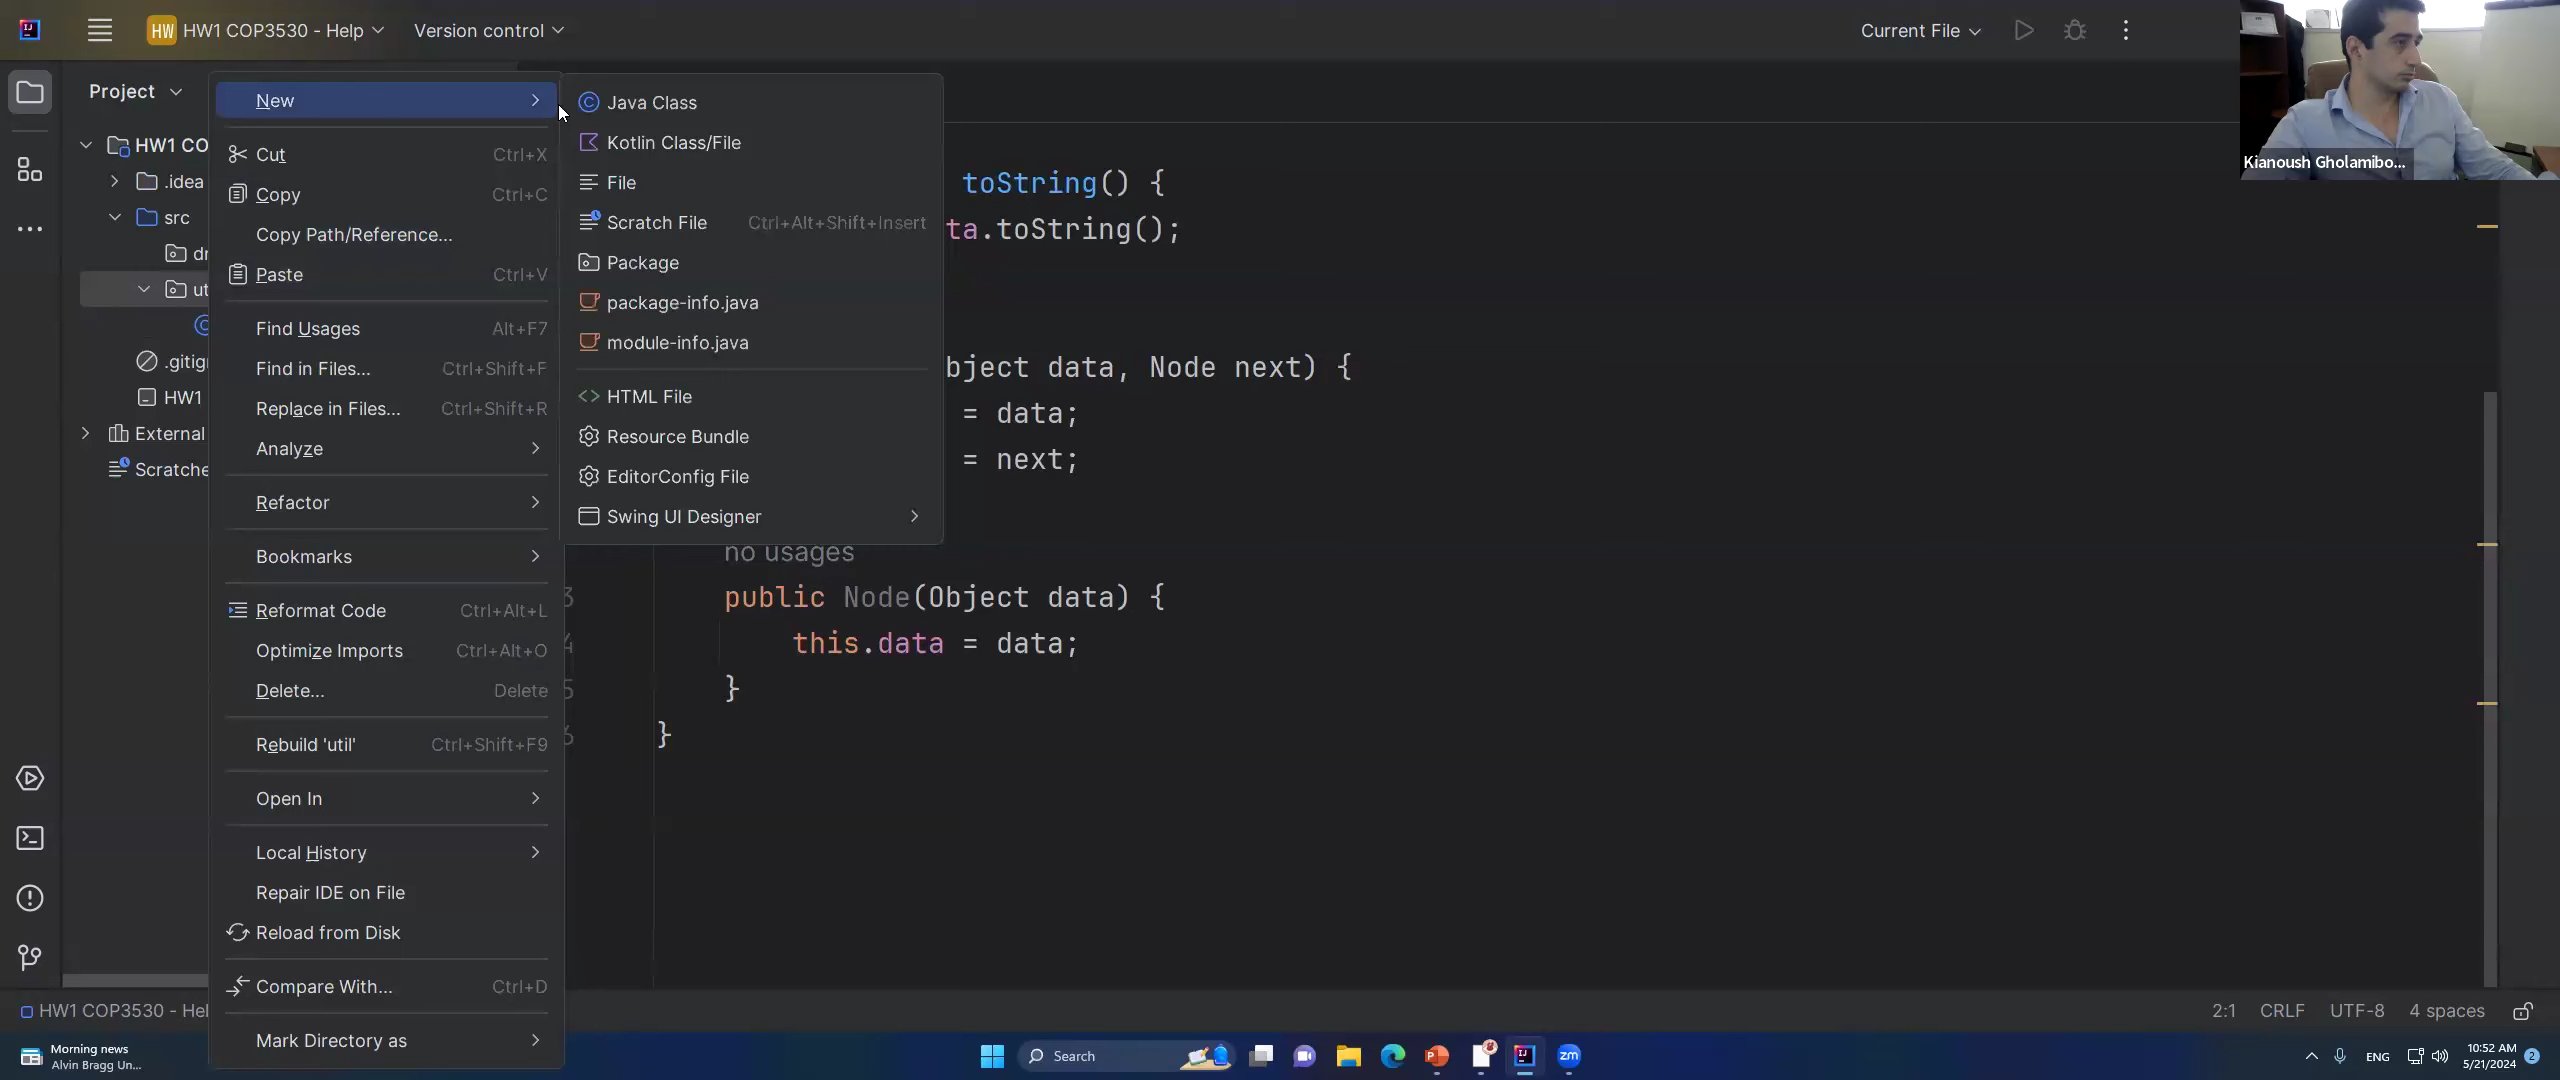 HW HW1 COP3530 - Help Version control Current File
Kianoush Gholamibo...
Project
HW1 CO
.idea
src
ut
.gitig
HW1
External
Scratche
New
Cut Ctrl+X
Copy Ctrl+C
Copy Path/Reference...
Paste Ctrl+V
Find Usages Alt+F7
Find in Files... Ctrl+Shift+F
Replace in Files... Ctrl+Shift+R
Analyze
Refactor
Bookmarks
Reformat Code Ctrl+Alt+L
Optimize Imports Ctrl+Alt+O
Delete... Delete
Rebuild 'util' Ctrl+Shift+F9
Open In
Local History
Repair IDE on File
Reload from Disk
Compare With... Ctrl+D
Mark Directory as
Java Class
Kotlin Class/File
File
Scratch File Ctrl+Alt+Shift+Insert
Package
package-info.java
module-info.java
HTML File
Resource Bundle
EditorConfig File
Swing UI Designer
toString() {
ta.toString();
bject data, Node next) {
= data;
= next;
no usages
3 public Node(Object data) {
4 this.data = data;
5 }
6 }
HW1 COP3530 - Hel
2:1 CRLF UTF-8 4 spaces
Morning news
Alvin Bragg Un...
Search
ENG
10:52 AM
5/21/2024
2